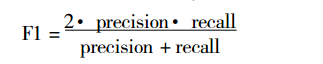 F1 = 2• precision• recall
precision + recall